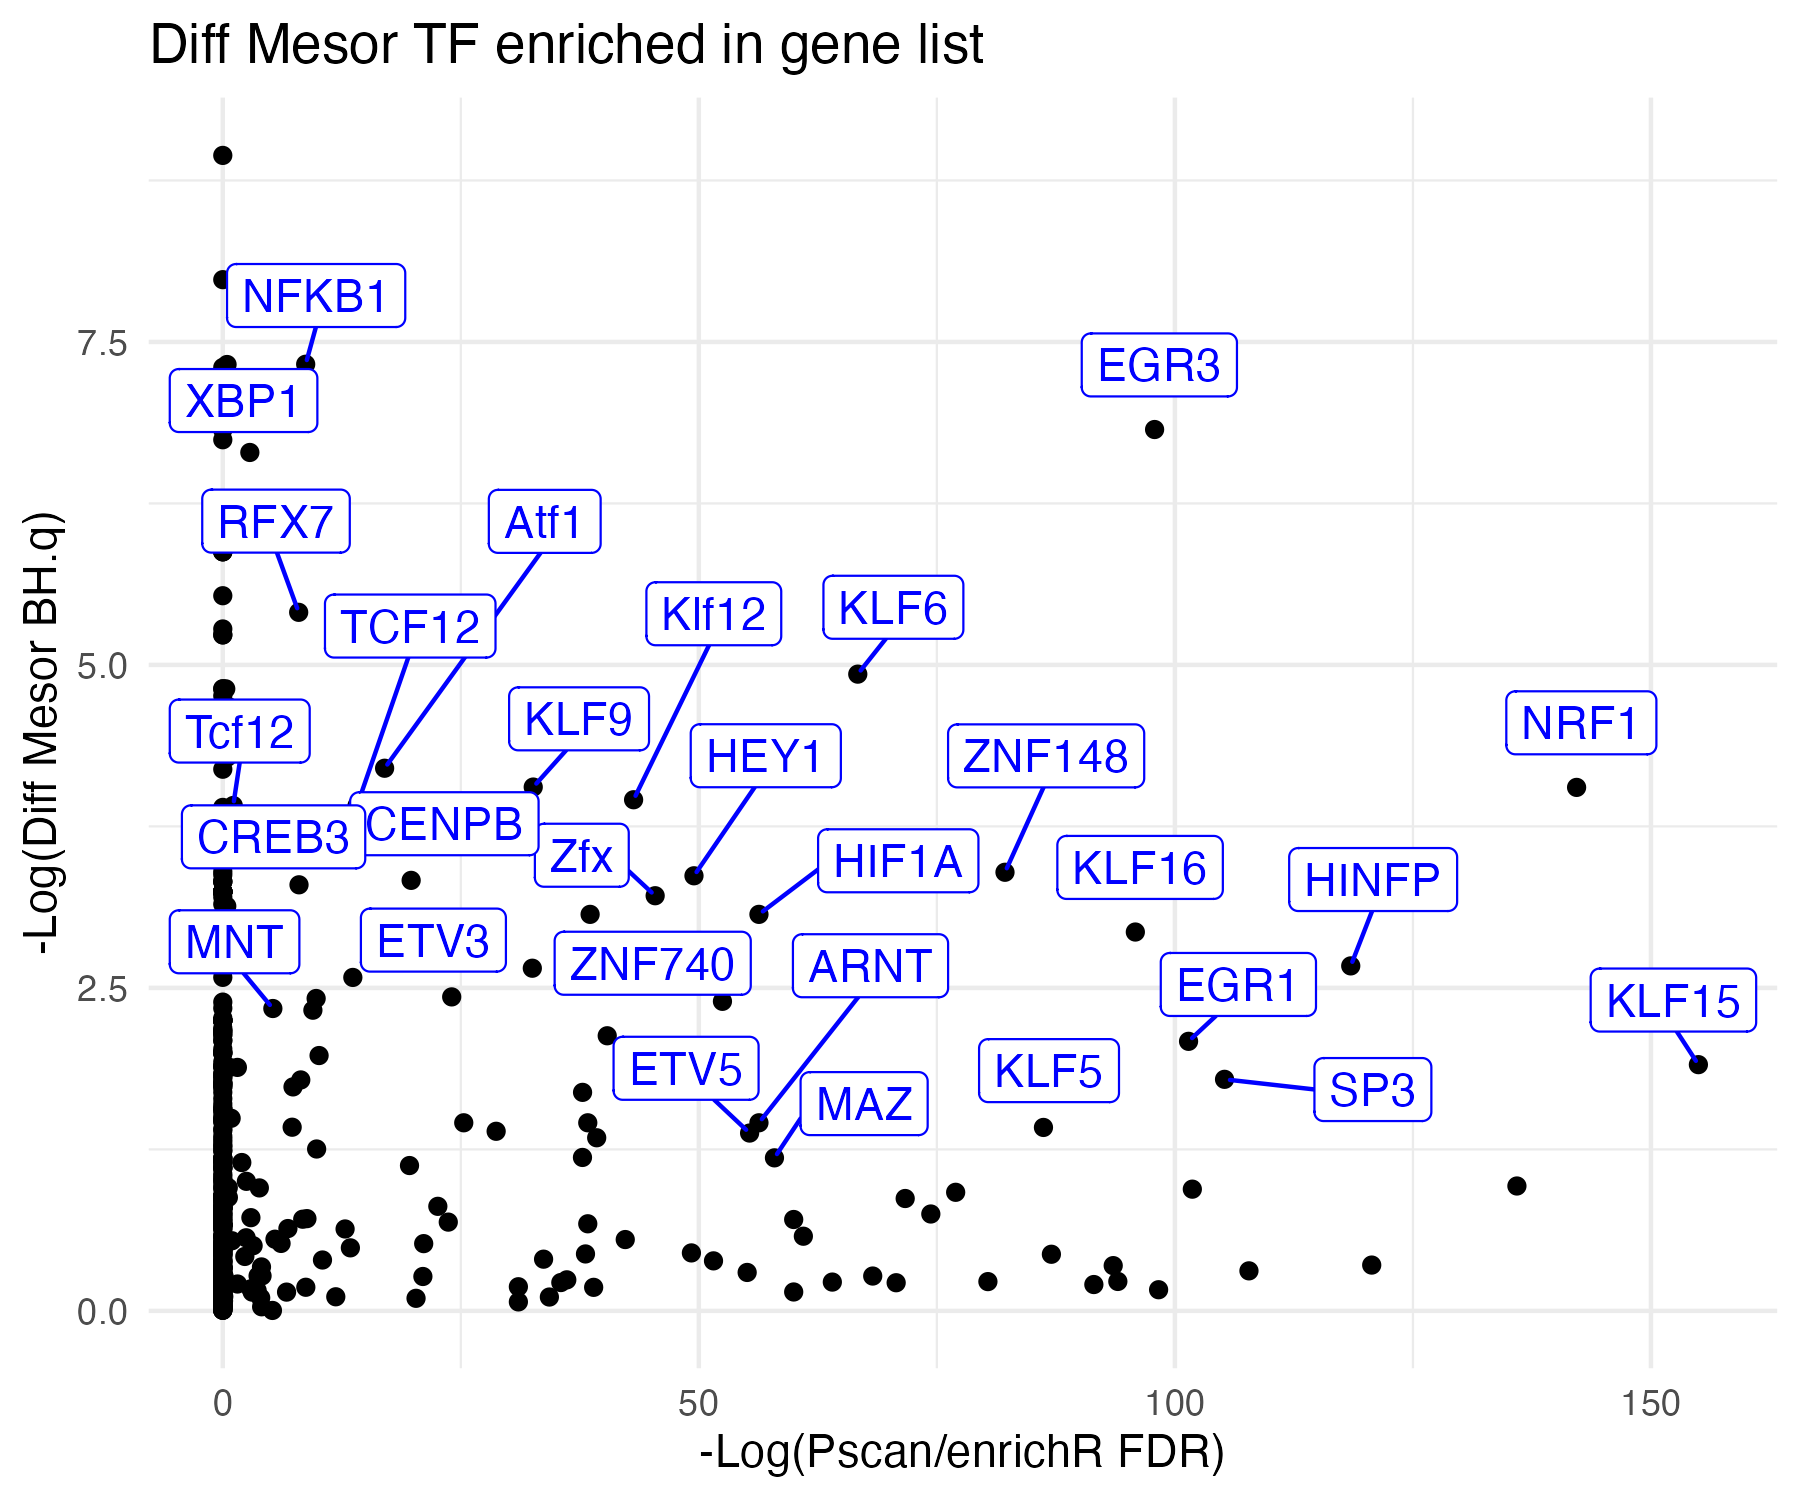 Diff Mesor TF enriched in gene list
-Log(Diff Mesor BH.q)
7.5
5.0
2.5
0.0
NFKB1
EGR3
XBP1
RFX7
Atf1
TCF12
Klf12
KLF6
Tcf12
KLF9
HEY1
ZNF148
NRF1
CREB3
CENPB
Zfx
HIF1A
KLF16
HINFP
MNT
ETV3
ZNF740
ARNT
EGR1
KLF15
ETV5
MAZ
KLF5
SP3
0
50
100
150
-Log(Pscan/enrichR FDR)